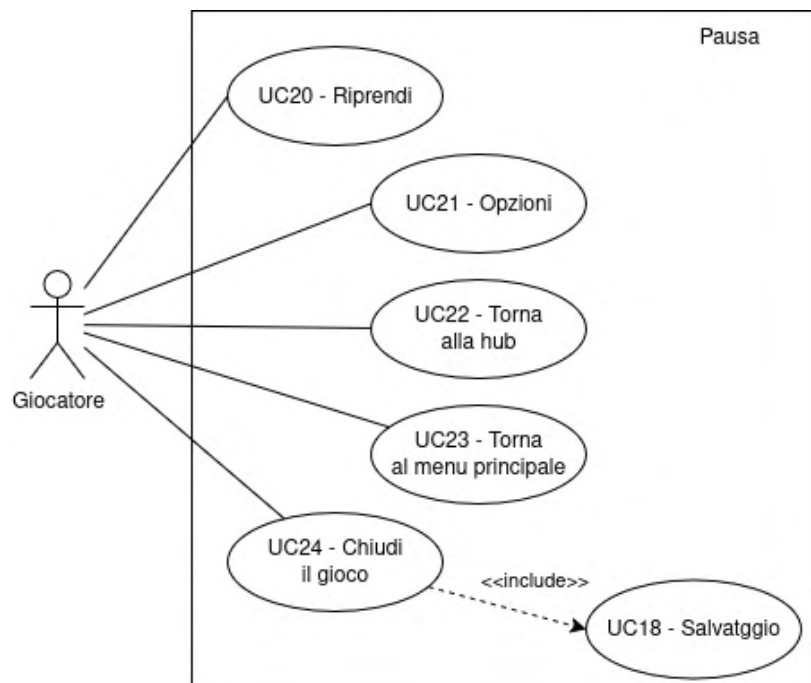 Pausa
UC20 - Riprendi
UC21 - Opzioni
UC22 - Torna
alla hub
Giocatore
UC23 - Torna
al menu principale
UC24 - Chiudi
il gioco
<<include>>
UC18 - Salvatggio